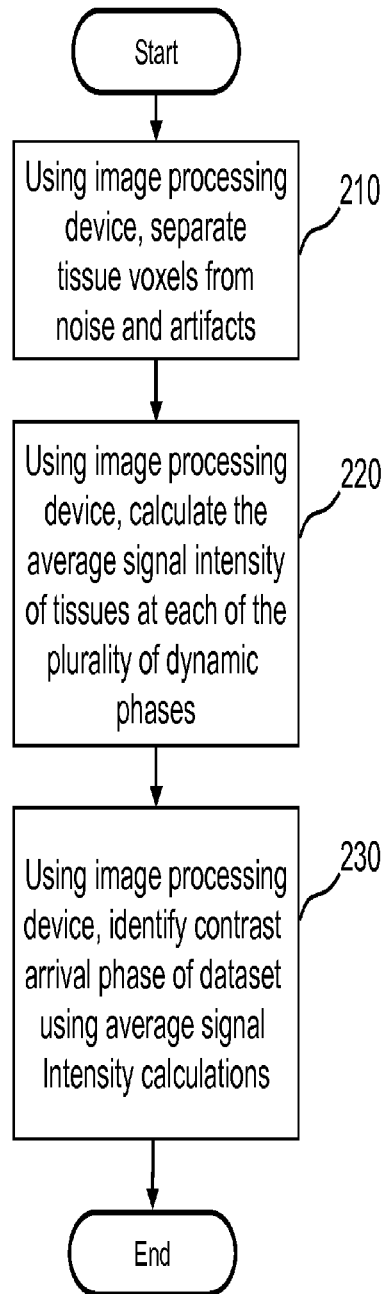 Start
Using image processing
device, separate
tissue voxels from
noise and artifacts
210
Using image processing
device, calculate the
average signal intensity
of tissues at each of the
plurality of dynamic
phases
220
Using image processing
device, identify contrast
arrival phase of dataset
using average signal
Intensity calculations
230
End